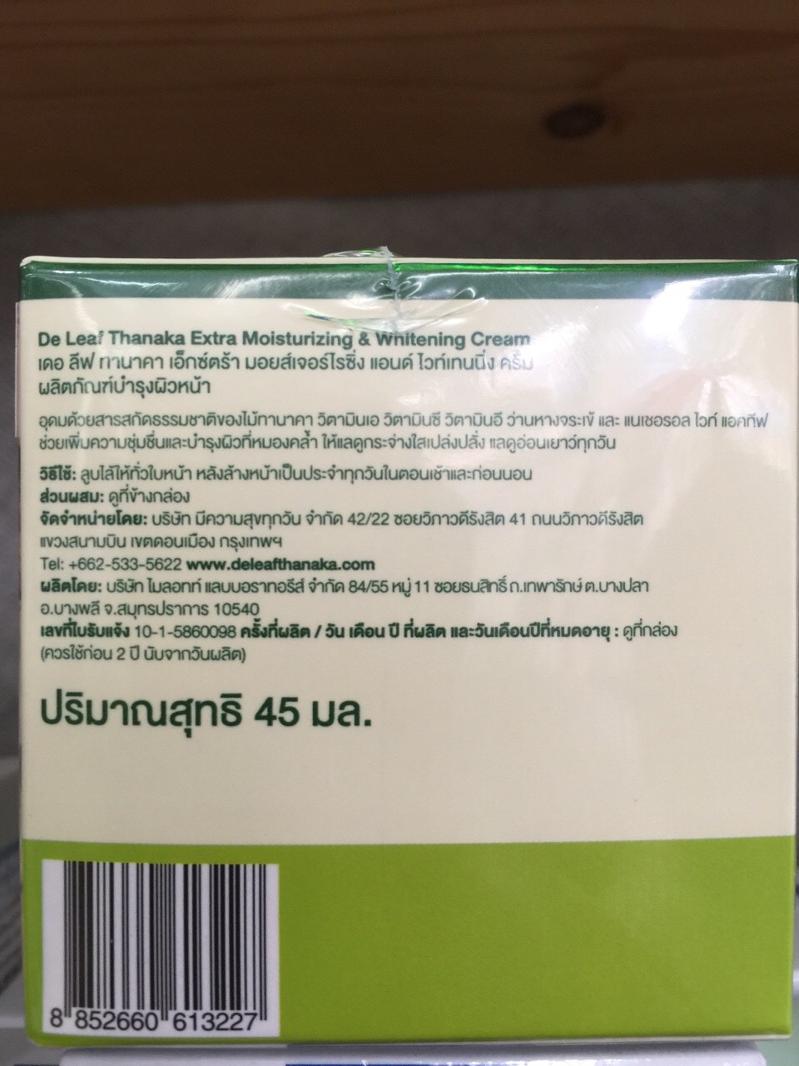 De Leaf Thanaka Extra Moisturizing & Whitening Cream
เดอ ลีฟ ทานาคา เอ็กซ์ตร้า มอยส์เจอร์ไรซิ่ง แอนด์ ไวท์เทนนิ่ง ครีม
ผลิตภัณฑ์บำรุงผิวหน้า
อุดมด้วยสารสกัดธรรมชาติของไม้ทานาคา วิตามินเอ วิตามินซี วิตามินอี ว่านหางจระเข้ และ แนเชอรอล ไวท์ แอคทีฟ
ช่วยเพิ่มความชุ่มชื่นและบำรุงผิวที่หมองคล้ำ ให้แลดูกระจ่างใสเปล่งปลั่ง แลดูอ่อนเยาว์ทุกวัน
วิธีใช้: ลูบไล้ให้ทั่วใบหน้า หลังล้างหน้าเป็นประจำทุกวันในตอนเช้าและก่อนนอน
ส่วนผสม: ดูที่ข้างกล่อง
จัดจำหน่ายโดย: บริษัท มีความสุขทุกวัน จำกัด 42/22 ซอยวิภาวดีรังสิต 41 ถนนวิภาวดีรังสิต
แขวงสนามบิน เขตดอนเมือง กรุงเทพฯ
Tel: +662-533-5622 www.deleafthanaka.com
ผลิตโดย: บริษัท ไมลอทท์ แลบบอราทอรีส์ จำกัด 84/55 หมู่ 11 ซอยธนสิทธิ์ ถ.เทพารักษ์ ต.บางปลา
อ.บางพลี จ.สมุทรปราการ 10540
เลขที่ใบรับแจ้ง 10-1-5860098 ครั้งที่ผลิต / วัน เดือน ปี ที่ผลิต และวันเดือนปีที่หมดอายุ : ดูที่กล่อง
(ควรใช้ก่อน 2 ปี นับจากวันผลิต)
ปริมาณสุทธิ 45 มล.
8 852660 613227